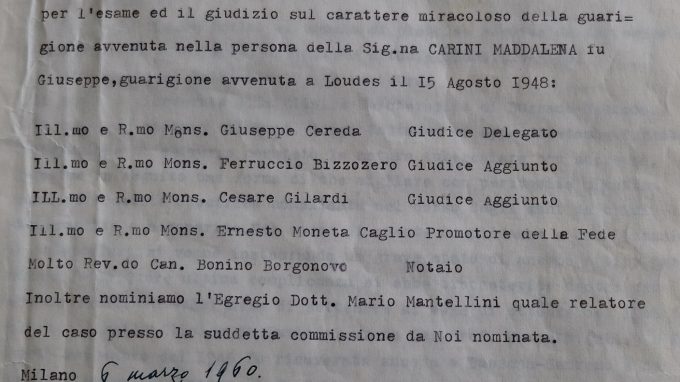 per l'esame ed il giudizio sul carattere miracoloso della guari=
gione avvenuta nella persona della Sig.na CARINI MADDALENA fu
Giuseppe,guarigione avvenuta a Loudes il I5 Agosto I948:
Ill.mo e R.mo Mons. Giuseppe Cereda Giudice Delegato
Ill.mo e R.mo Mons. Ferruccio Bizzozero Giudice Aggiunto
ILL.mo e R.mo Mons. Cesare Gilardi Giudice Aggiunto
Ill.mo e R.mo Mons. Ernesto Moneta Caglio Promotore della Fede
Molto Rev.do Can. Bonino Borgonovo Notaio
Inoltre nominiamo l'Egregio Dott. Mario Mantellini quale relatore
del caso presso la suddetta commissione da Noi nominata.
Milano 6 marzo 1960.